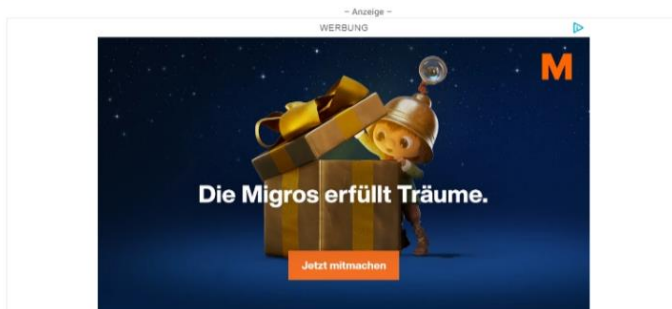 – Anzeige –
WERBUNG
M
Die Migros erfüllt Träume.
Jetzt mitmachen